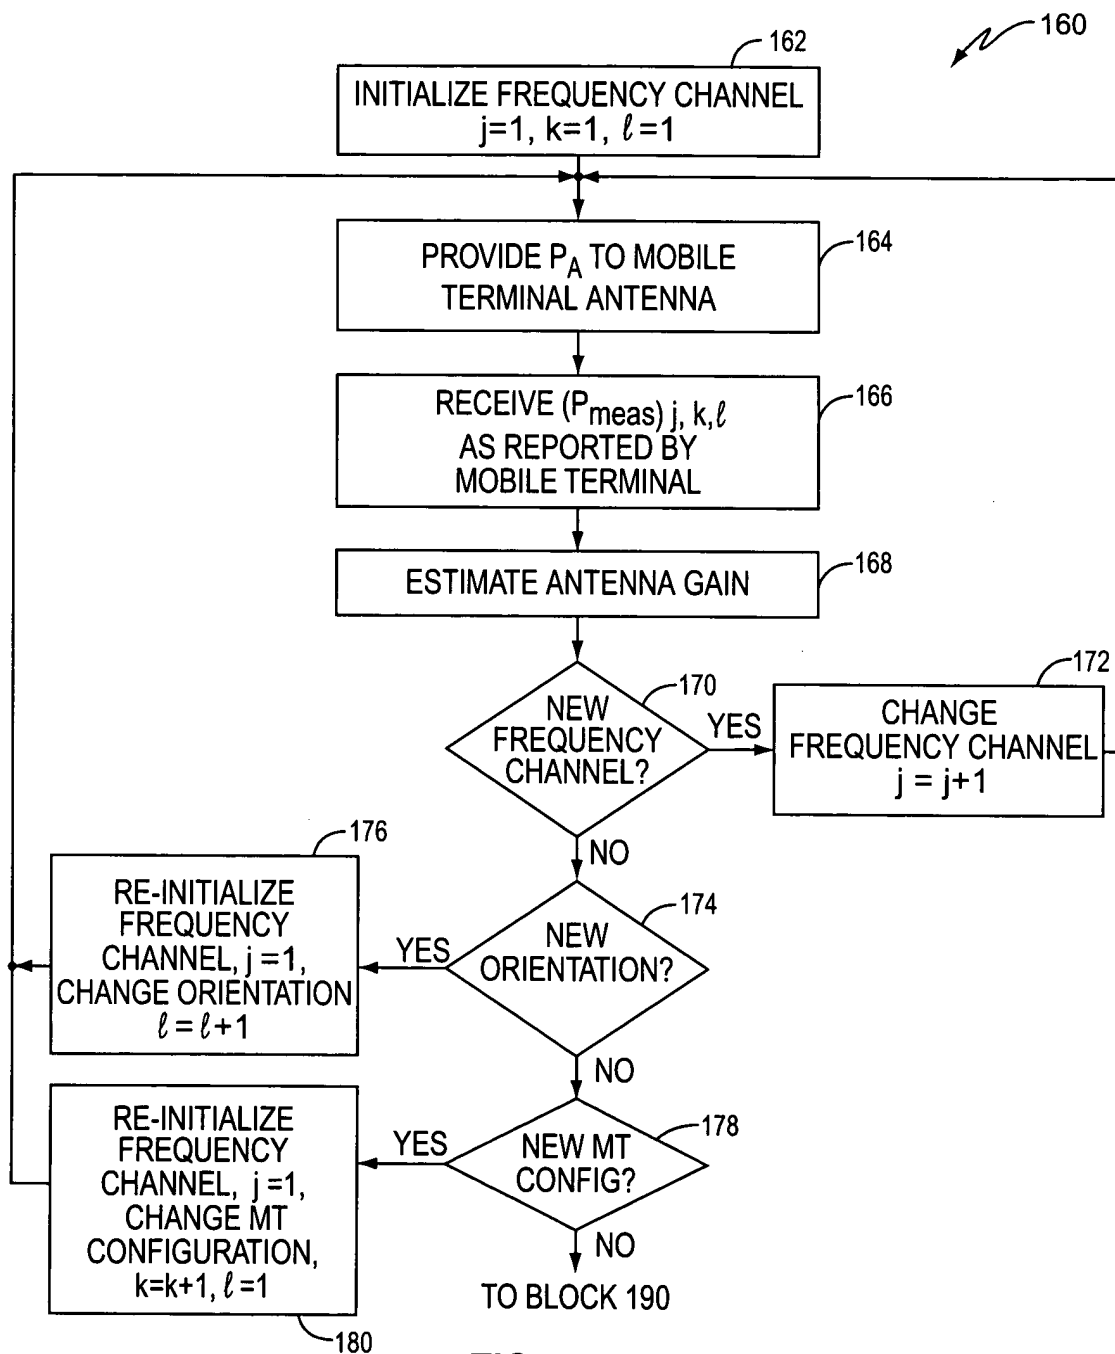 160
162
INITIALIZE FREQUENCY CHANNEL
j=1, k=1, ℓ=1
164
PROVIDE PA TO MOBILE
TERMINAL ANTENNA
166
RECEIVE (Pmeas) j, k,ℓ
AS REPORTED BY
MOBILE TERMINAL
168
ESTIMATE ANTENNA GAIN
170
NEW
FREQUENCY
CHANNEL?
YES
172
CHANGE
FREQUENCY CHANNEL
j = j+1
NO
176
RE-INITIALIZE
FREQUENCY
CHANNEL, j =1,
CHANGE ORIENTATION
ℓ = ℓ+1
YES
174
NEW
ORIENTATION?
NO
RE-INITIALIZE
FREQUENCY
CHANNEL, j =1,
CHANGE MT
CONFIGURATION,
k=k+1, ℓ =1
180
YES
178
NEW MT
CONFIG?
NO
TO BLOCK 190